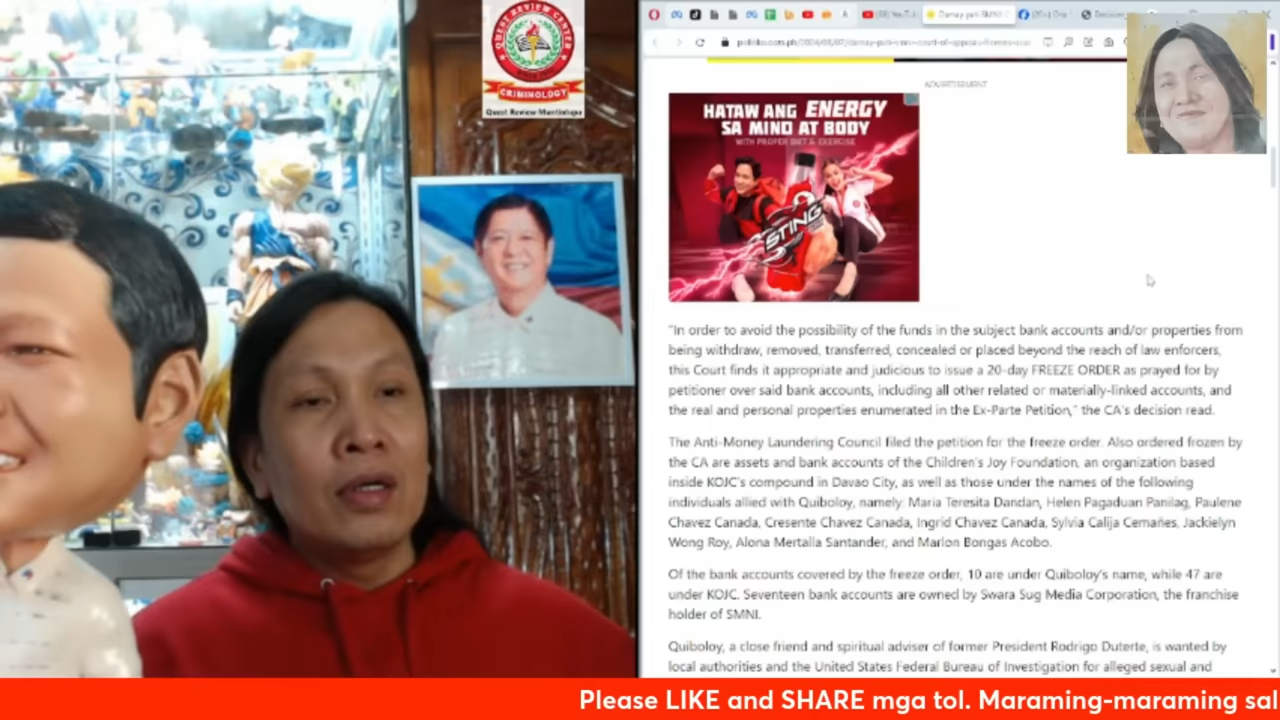 QUEST REVIEW CENTER
CRIMINOLOGY
Quest Review Muntinlupa
ADVERTISEMENT
HATAW ANG ENERGY
SA MIND AT BODY
WITH PROPER DIET & EXERCISE
STING
"In order to avoid the possibility of the funds in the subject bank accounts and/or properties from
being withdraw, removed, transferred, concealed or placed beyond the reach of law enforcers,
this Court finds it appropriate and judicious to issue a 20-day FREEZE ORDER as prayed for by
petitioner over said bank accounts, including all other related or materially-linked accounts, and
the real and personal properties enumerated in the Ex-Parte Petition," the CA's decision read.
The Anti-Money Laundering Council filed the petition for the freeze order. Also ordered frozen by
the CA are assets and bank accounts of the Children's Joy Foundation, an organization based
inside KOJC's compound in Davao City, as well as those under the names of the following
individuals allied with Quiboloy, namely: Maria Teresita Dandan, Helen Pagaduan Panilag, Paulene
Chavez Canada, Cresente Chavez Canada, Ingrid Chavez Canada, Sylvia Calija Cemañes, Jackielyn
Wong Roy, Alona Mertalla Santander, and Marlon Bongas Acobo.
Of the bank accounts covered by the freeze order, 10 are under Quiboloy's name, while 47 are
under KOJC. Seventeen bank accounts are owned by Swara Sug Media Corporation, the franchise
holder of SMNI.
Quiboloy, a close friend and spiritual adviser of former President Rodrigo Duterte, is wanted by
local authorities and the United States Federal Bureau of Investigation for alleged sexual and
Please LIKE and SHARE mga tol. Maraming-maraming sal